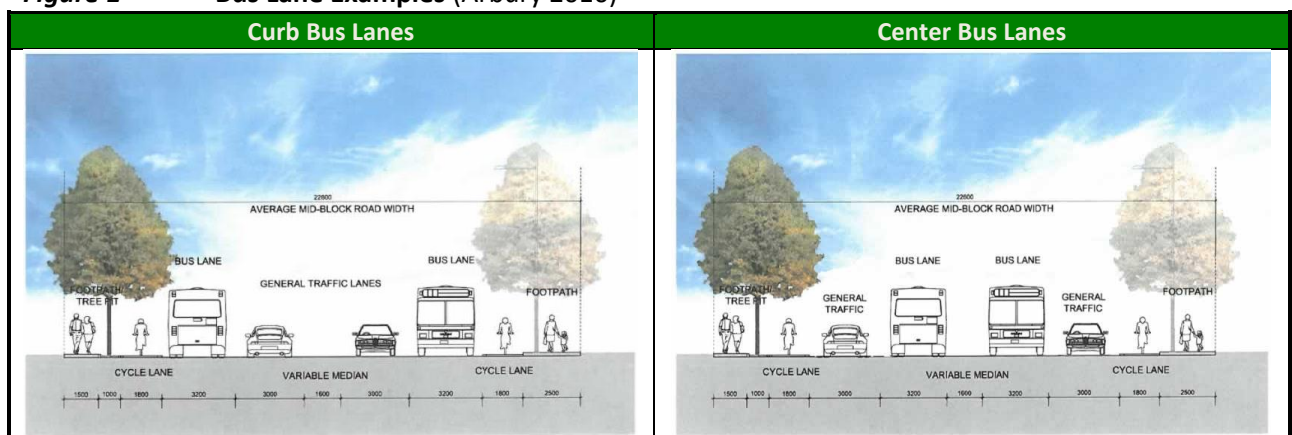 Bus Lane Examples
Curb Bus Lanes
22600
AVERAGE MID-BLOCK ROAD WIDTH
BUS LANE
BUS LANE
GENERAL TRAFFIC LANES
FOOTPATH/
TREE PIT
FOOTPATH
CYCLE LANE
VARIABLE MEDIAN
CYCLE LANE
1500 1000 1800 3200 3000 1600 3000 3200 1800 2500
Center Bus Lanes
22600
AVERAGE MID-BLOCK ROAD WIDTH
BUS LANE
BUS LANE
FOOTPATH/
TREE PIT
GENERAL
TRAFFIC
GENERAL
TRAFFIC
FOOTPATH
CYCLE LANE
VARIABLE MEDIAN
CYCLE LANE
1500 1000 1800 3000 3200 1600 3200 3000 1800 2500